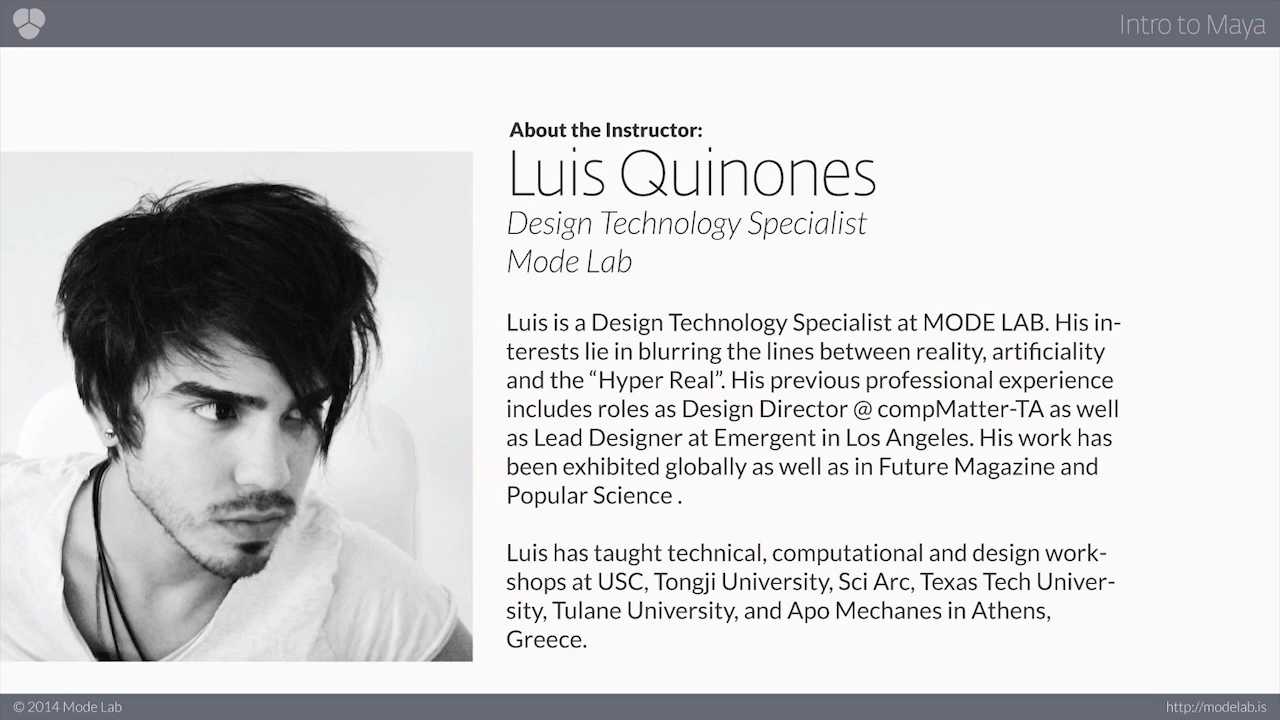 Intro to Maya
About the Instructor:
Luis Quinones
Design Technology Specialist
Mode Lab
Luis is a Design Technology Specialist at MODE LAB. His in-
terests lie in blurring the lines between reality, artificiality
and the “Hyper Real”. His previous professional experience
includes roles as Design Director @ compMatter-TA as well
as Lead Designer at Emergent in Los Angeles. His work has
been exhibited globally as well as in Future Magazine and
Popular Science .
Luis has taught technical, computational and design work-
shops at USC, Tongji University, Sci Arc, Texas Tech Univer-
sity, Tulane University, and Apo Mechanes in Athens,
Greece.
© 2014 Mode Lab
http://modelab.is